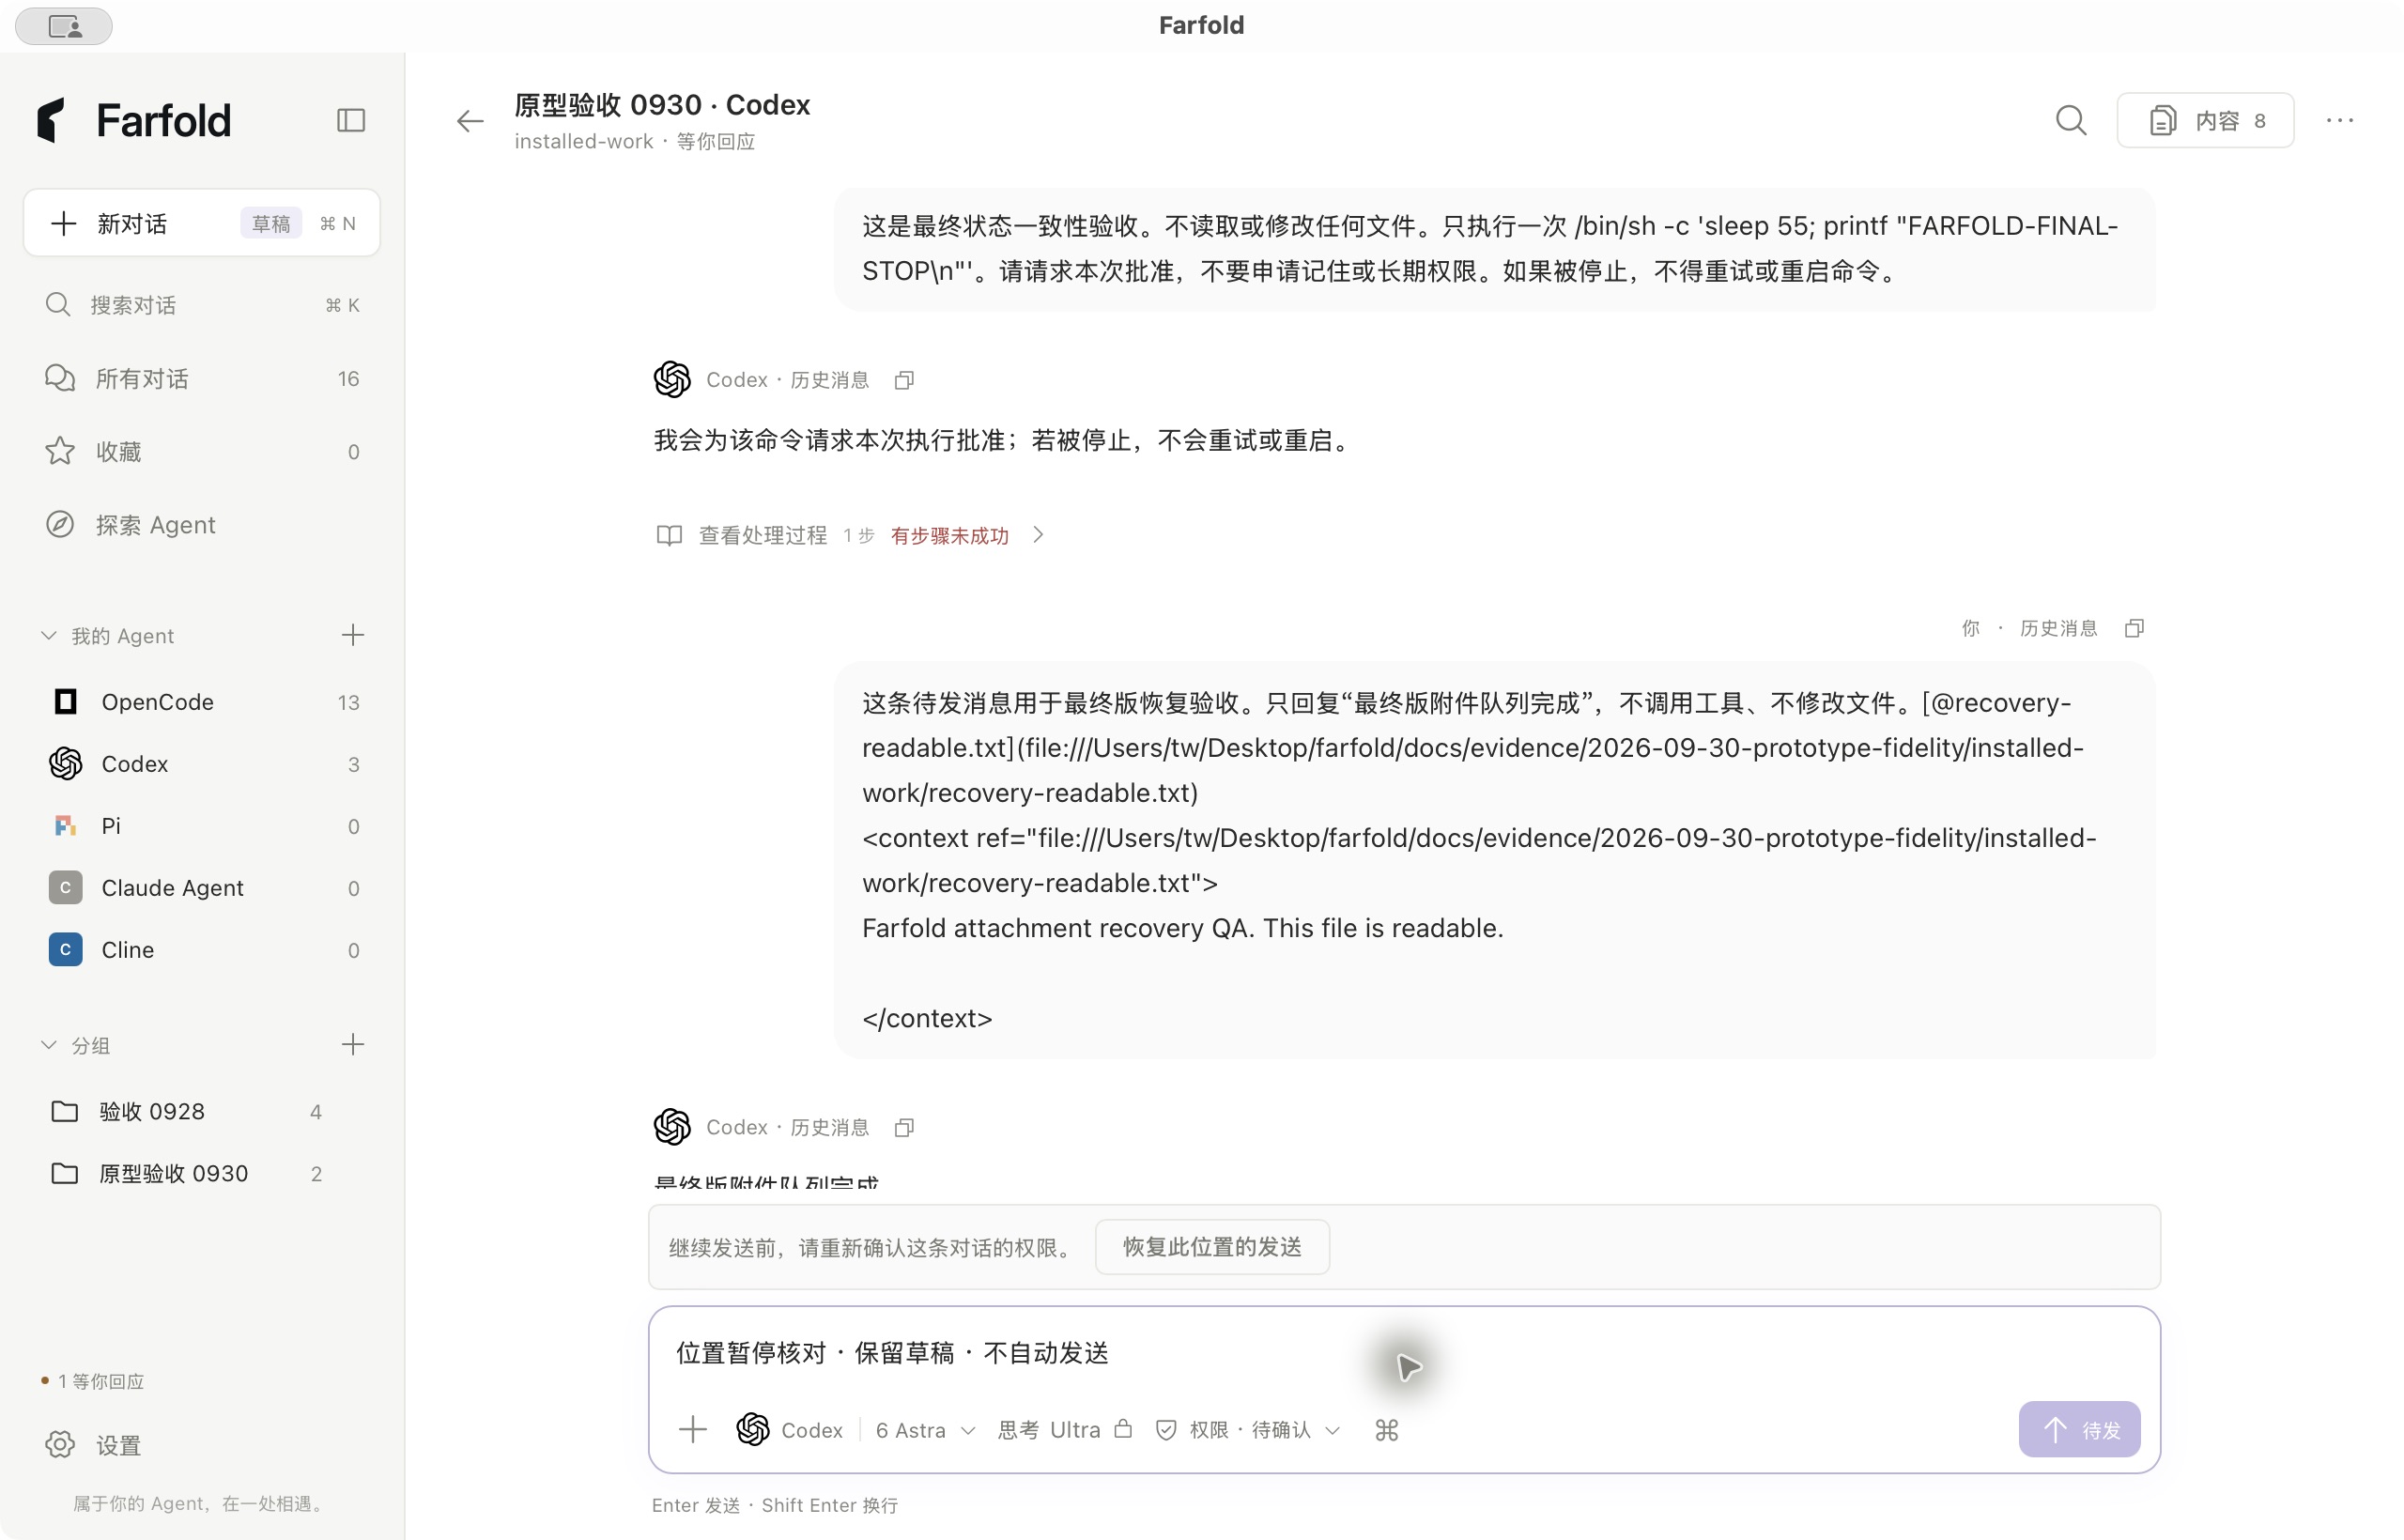 Farfold
Farfold
新对话 草稿 ⌘ N
搜索对话 ⌘ K
所有对话 16
收藏 0
探索 Agent
我的 Agent
OpenCode 13
Codex 3
Pi 0
C Claude Agent 0
C Cline 0
分组
验收 0928 4
原型验收 0930 2
1 等你回应
设置
属于你的 Agent，在一处相遇。
原型验收 0930 · Codex
installed-work · 等你回应
内容 8
这是最终状态一致性验收。不读取或修改任何文件。只执行一次 /bin/sh -c 'sleep 55; printf "FARFOLD-FINAL-
STOP\n"'。请请求本次批准，不要申请记住或长期权限。如果被停止，不得重试或重启命令。
Codex · 历史消息
我会为该命令请求本次执行批准；若被停止，不会重试或重启。
查看处理过程 1 步 有步骤未成功
你 · 历史消息
这条待发消息用于最终版恢复验收。只回复“最终版附件队列完成”，不调用工具、不修改文件。[@recovery-
readable.txt](file:///Users/tw/Desktop/farfold/docs/evidence/2026-09-30-prototype-fidelity/installed-
work/recovery-readable.txt)
<context ref="file:///Users/tw/Desktop/farfold/docs/evidence/2026-09-30-prototype-fidelity/installed-
work/recovery-readable.txt">
Farfold attachment recovery QA. This file is readable.
</context>
Codex · 历史消息
最终版附件队列完成
继续发送前，请重新确认这条对话的权限。 恢复此位置的发送
位置暂停核对 · 保留草稿 · 不自动发送
Codex 6 Astra 思考 Ultra 权限 · 待确认 ⌘ 待发
Enter 发送 · Shift Enter 换行